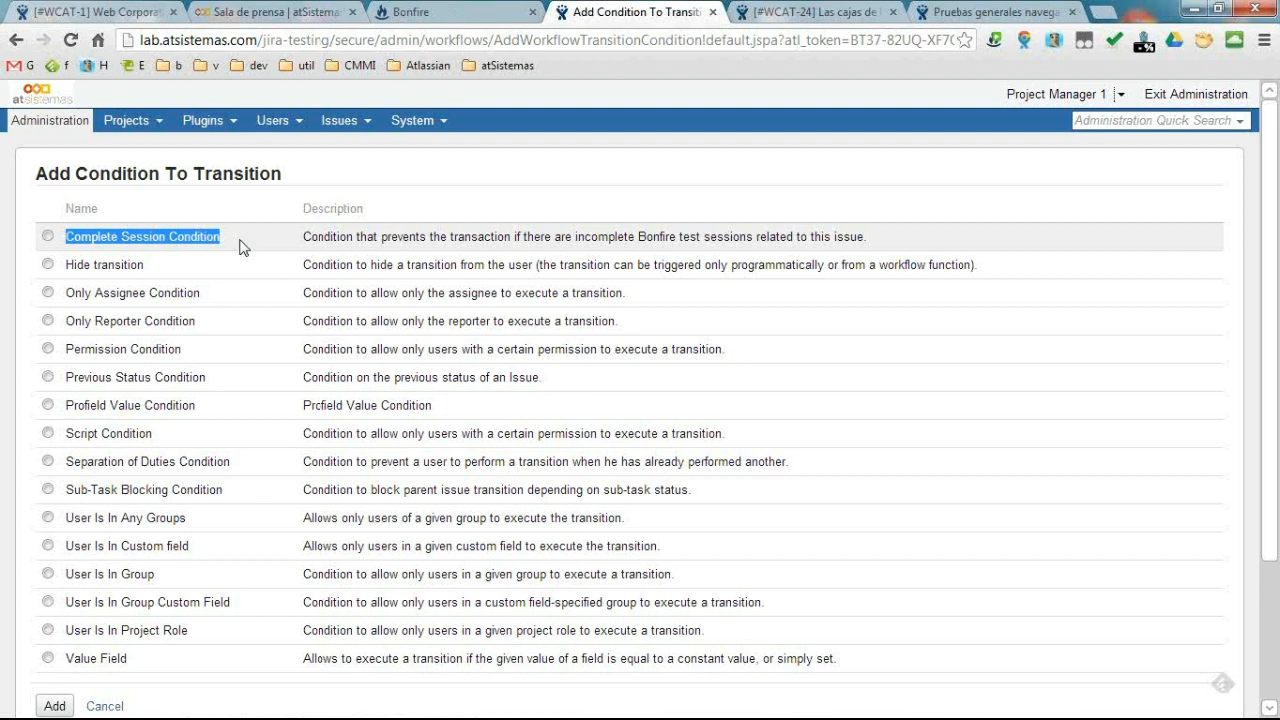 [#WCAT-1] Web Corporat
Sala de prensa | atSistema
Bonfire
Add Condition To Transiti
[#WCAT-24] Las cajas de l
Pruebas generales navega
lab.atsistemas.com/jira-testing/secure/admin/workflows/AddWorkflowTransitionCondition!default.jspa?atl_token=BT37-82UQ-XF7
G
f
H
E
b
v
dev
util
CMMI
Atlassian
atSistemas
atsistemas
Project Manager 1
Exit Administration
Administration
Projects
Plugins
Users
Issues
System
Administration Quick Search
Add Condition To Transition
Name Description
Complete Session Condition Condition that prevents the transaction if there are incomplete Bonfire test sessions related to this issue.
Hide transition Condition to hide a transition from the user (the transition can be triggered only programmatically or from a workflow function).
Only Assignee Condition Condition to allow only the assignee to execute a transition.
Only Reporter Condition Condition to allow only the reporter to execute a transition.
Permission Condition Condition to allow only users with a certain permission to execute a transition.
Previous Status Condition Condition on the previous status of an Issue.
Profield Value Condition Prcfield Value Condition
Script Condition Condition to allow only users with a certain permission to execute a transition.
Separation of Duties Condition Condition to prevent a user to perform a transition when he has already performed another.
Sub-Task Blocking Condition Condition to block parent issue transition depending on sub-task status.
User Is In Any Groups Allows only users of a given group to execute the transition.
User Is In Custom field Allows only users in a given custom field to execute the transition.
User Is In Group Condition to allow only users in a given group to execute a transition.
User Is In Group Custom Field Condition to allow only users in a custom field-specified group to execute a transition.
User Is In Project Role Condition to allow only users in a given project role to execute a transition.
Value Field Allows to execute a transition if the given value of a field is equal to a constant value, or simply set.
Add Cancel